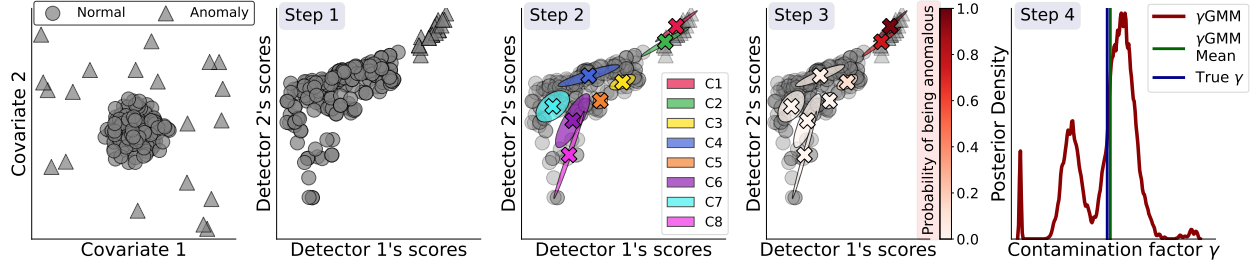 Normal
Anomaly
Covariate 2
Covariate 1
Step 1
Detector 2's scores
Detector 1's scores
Step 2
Detector 2's scores
C1
C2
C3
C4
C5
C6
C7
C8
Detector 1's scores
Step 3
Detector 2's scores
Detector 1's scores
Probability of being anomalous
1.0
0.8
0.6
0.4
0.2
0.0
Step 4
Posterior Density
γGMM
γGMM
Mean
True γ
Contamination factor γ